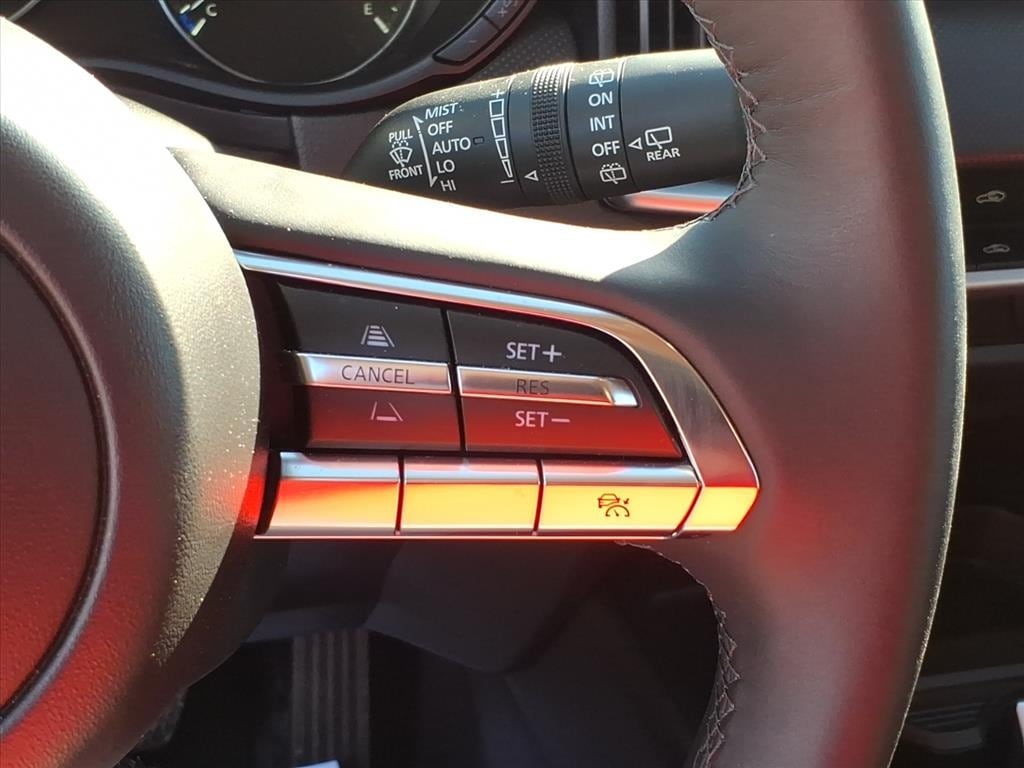 C E
MIST
OFF
AUTO
LO
HI
PULL
FRONT
ON
INT
OFF
REAR
CANCEL
SET+
RES
SET−